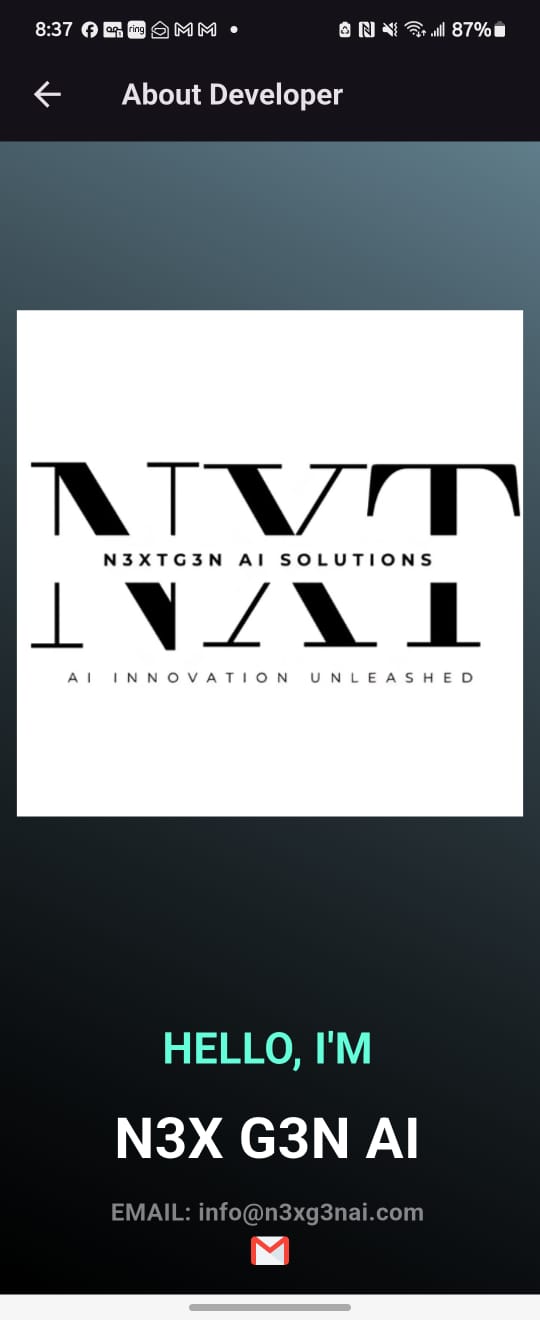 8:37
ring
87%
About Developer
NXT
N3XTG3N AI SOLUTIONS
AI INNOVATION UNLEASHED
HELLO, I'M
N3X G3N AI
EMAIL: info@n3xg3nai.com